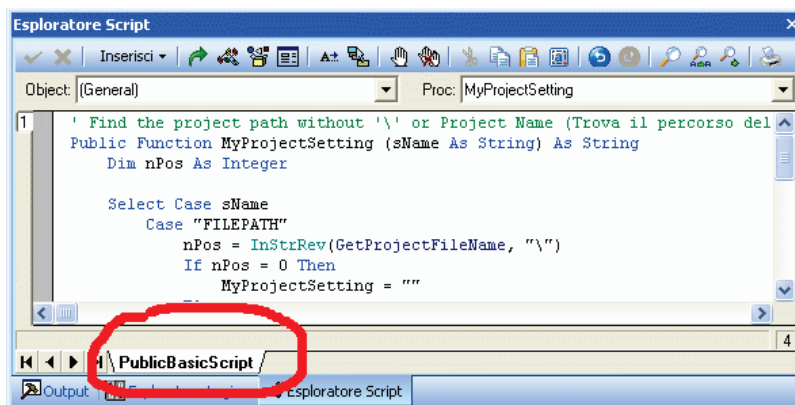 Esploratore Script
Inserisci
Object: (General) Proc: MyProjectSetting
1
' Find the project path without '\' or Project Name (Trova il percorso del
Public Function MyProjectSetting (sName As String) As String
Dim nPos As Integer
Select Case sName
Case "FILEPATH"
nPos = InStrRev(GetProjectFileName, "\")
If nPos = 0 Then
MyProjectSetting = ""
4
PublicBasicScript
Output Esploratore Script